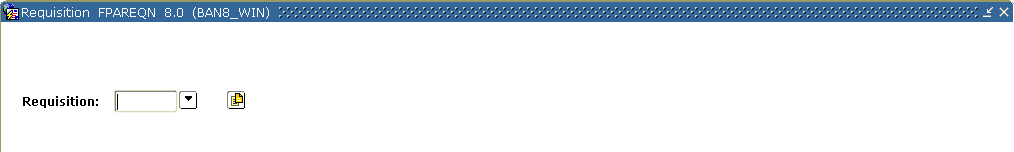 Requisition FPAREQN 8.0 (BAN8_WIN)
Requisition: